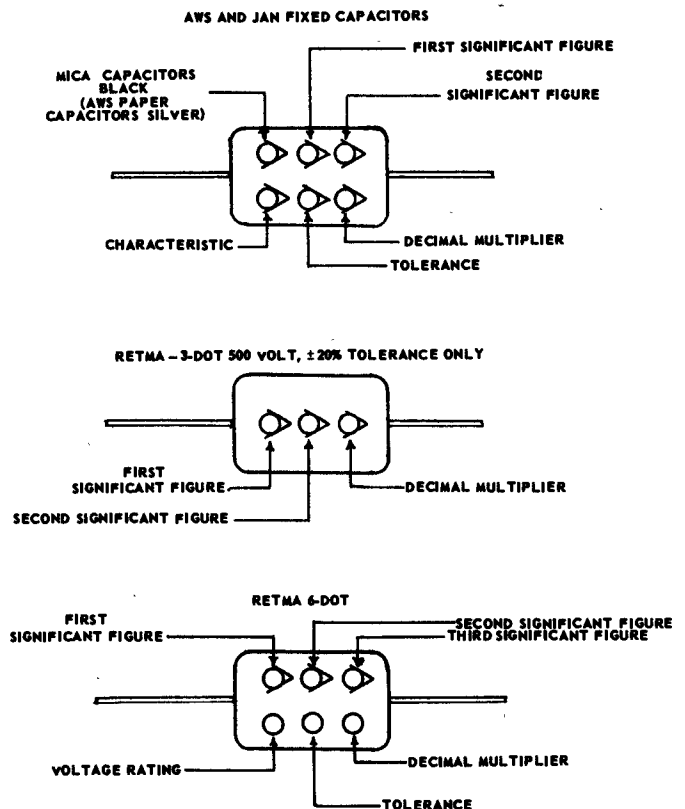 AWS AND JAN FIXED CAPACITORS
FIRST SIGNIFICANT FIGURE
MICA CAPACITORS
BLACK
(AWS PAPER
CAPACITORS SILVER)
SECOND
SIGNIFICANT FIGURE
CHARACTERISTIC
DECIMAL MULTIPLIER
TOLERANCE
RETMA – 3-DOT 500 VOLT, ±20% TOLERANCE ONLY
FIRST
SIGNIFICANT FIGURE
DECIMAL MULTIPLIER
SECOND SIGNIFICANT FIGURE
RETMA 6-DOT
FIRST
SIGNIFICANT FIGURE
SECOND SIGNIFICANT FIGURE
THIRD SIGNIFICANT FIGURE
VOLTAGE RATING
DECIMAL MULTIPLIER
TOLERANCE